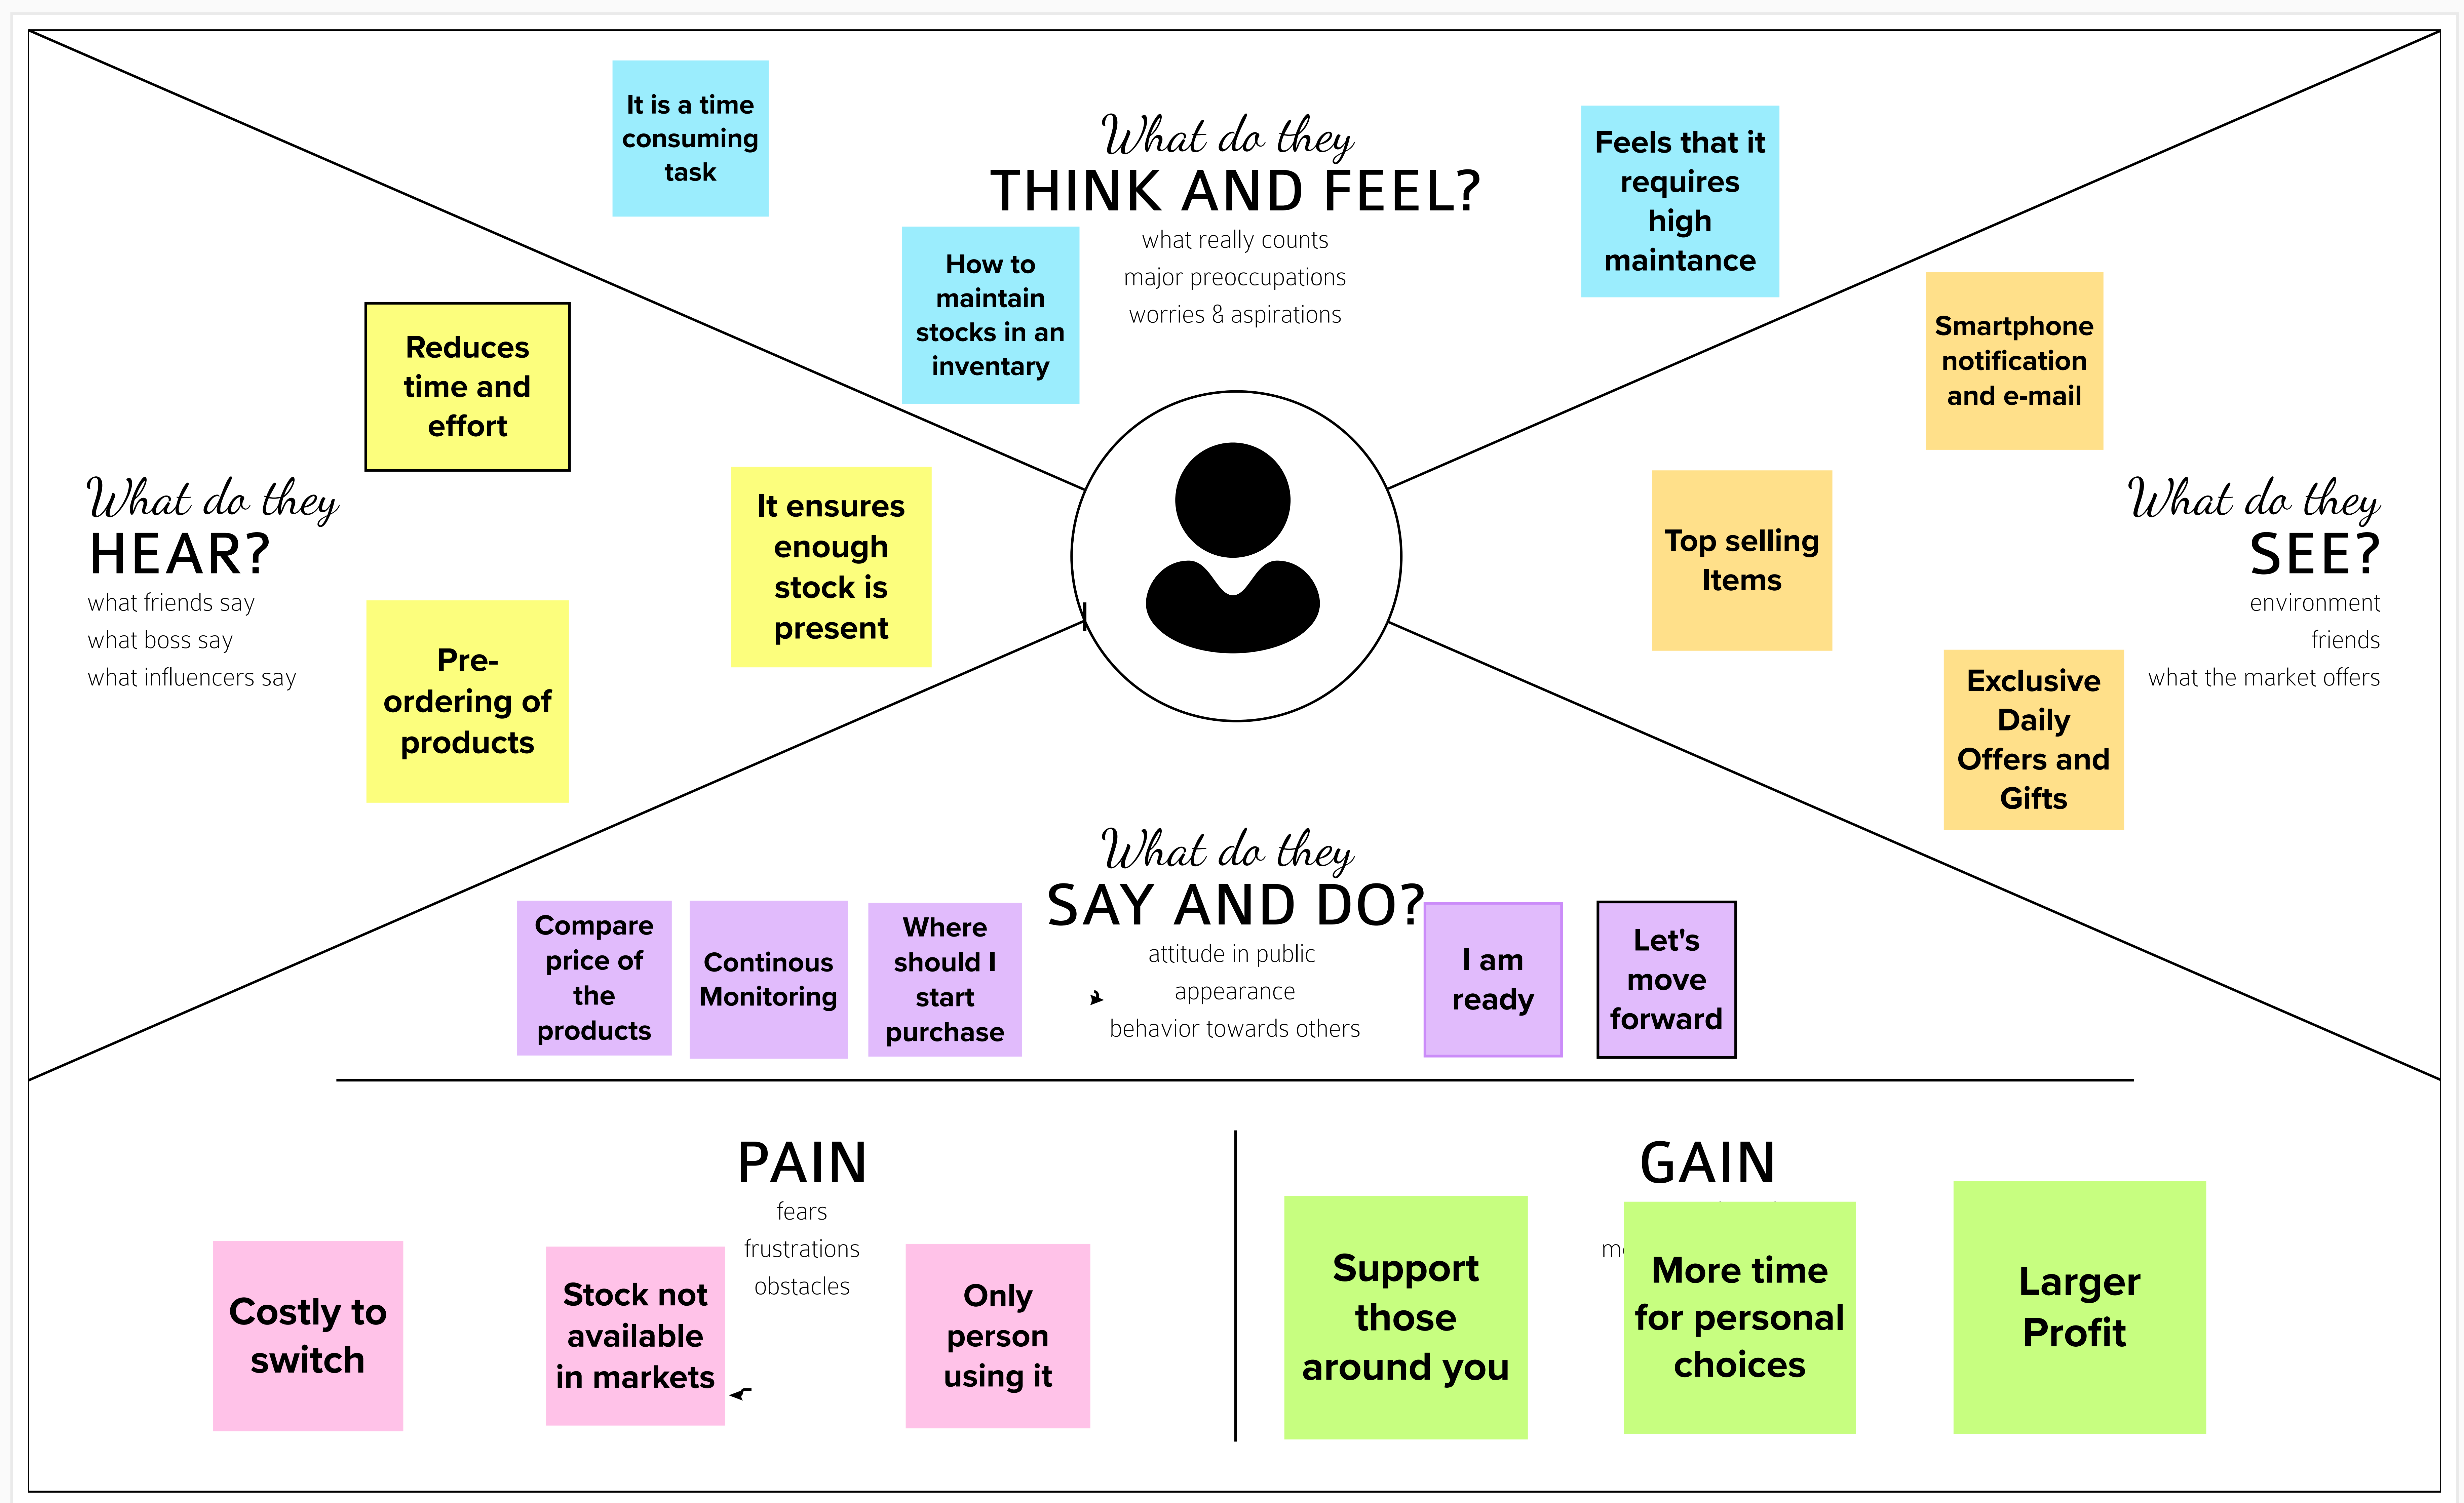 It is a time
consuming
task
What do they
THINK AND FEEL?
what really counts
major preoccupations
worries & aspirations
How to
maintain
stocks in an
inventory
Feels that it
requires
high
maintance
What do they
HEAR?
what friends say
what boss say
what influencers say
Reduces
time and
effort
It ensures
enough
stock is
present
Pre-
ordering of
products
Smartphone
notification
and e-mail
Top selling
Items
Exclusive
Daily
Offers and
Gifts
What do they
SEE?
environment
friends
what the market offers
What do they
SAY AND DO?
attitude in public
appearance
behavior towards others
Compare
price of
the
products
Continous
Monitoring
Where
should I
start
purchase
I am
ready
Let's
move
forward
PAIN
fears
frustrations
obstacles
Costly to
switch
Stock not
available
in markets
Only
person
using it
GAIN
Support
those
around you
More time
for personal
choices
Larger
Profit